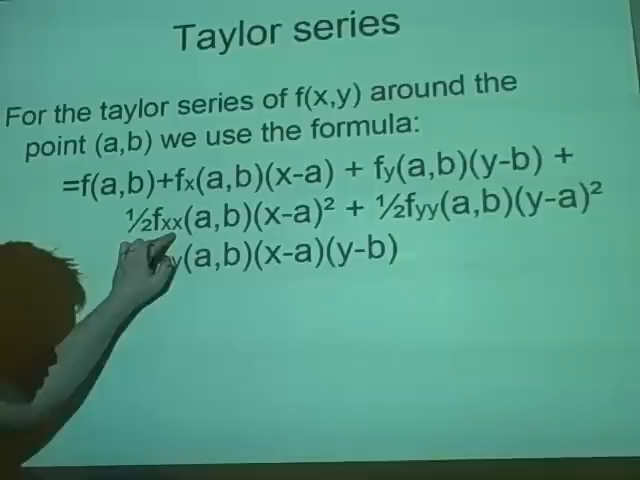 Taylor series
For the taylor series of f(x,y) around the
point (a,b) we use the formula:
=f(a,b)+fx(a,b)(x-a) + fy(a,b)(y-b) +
½fxx(a,b)(x-a)² + ½fyy(a,b)(y-a)²
y(a,b)(x-a)(y-b)